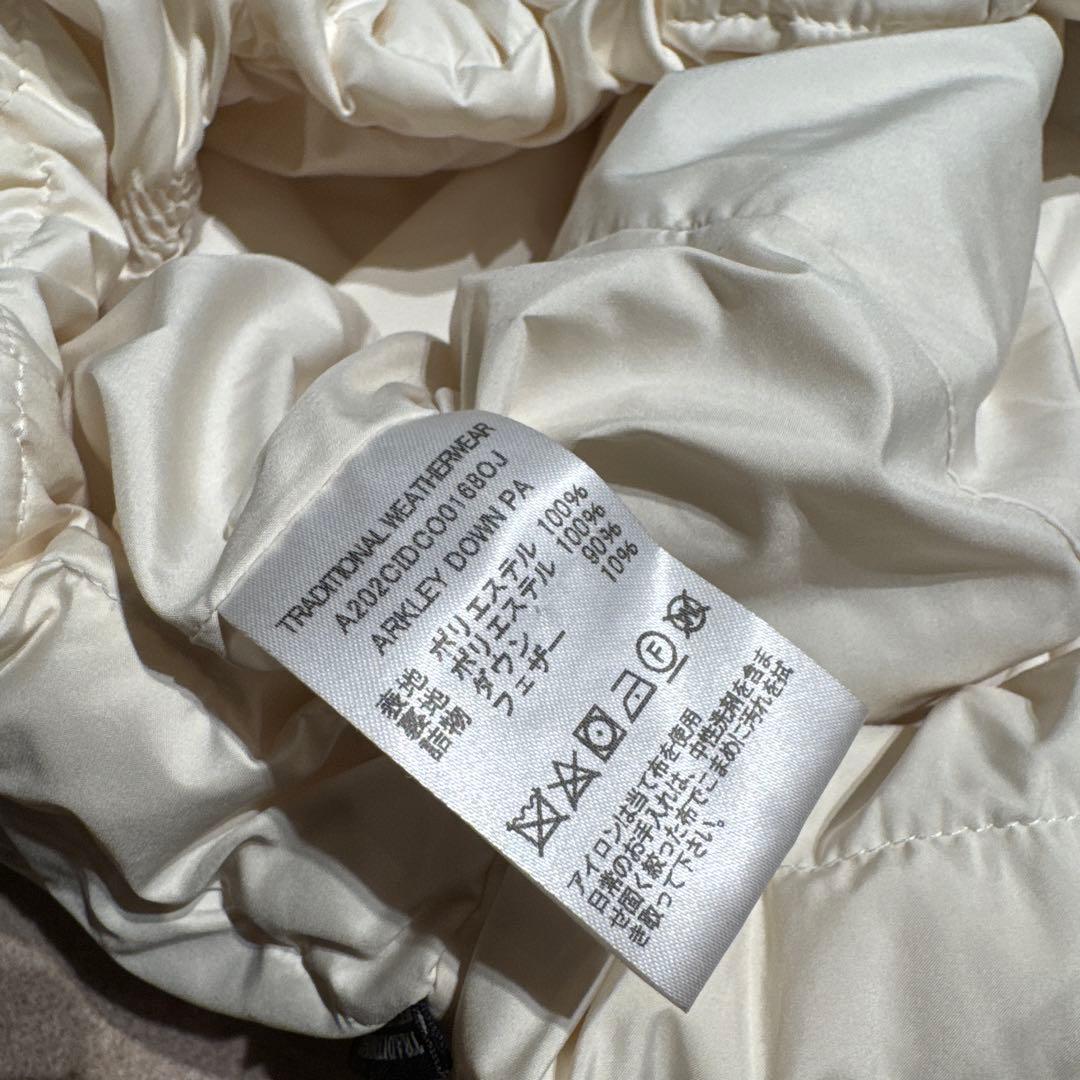 TRADITIONAL WEATHERWEAR
A202CIDCO0168OJ
ARKLEY DOWN PA
表地 ポリエステル 100%
裏地 ポリエステル 100%
詰物 ダウン 90%
フェザー 10%
F
アイロンは当て布を使用
日常のお手入れは、中性洗剤を含ま
せ固く絞った布でこまめに汚れを拭
き取って下さい。